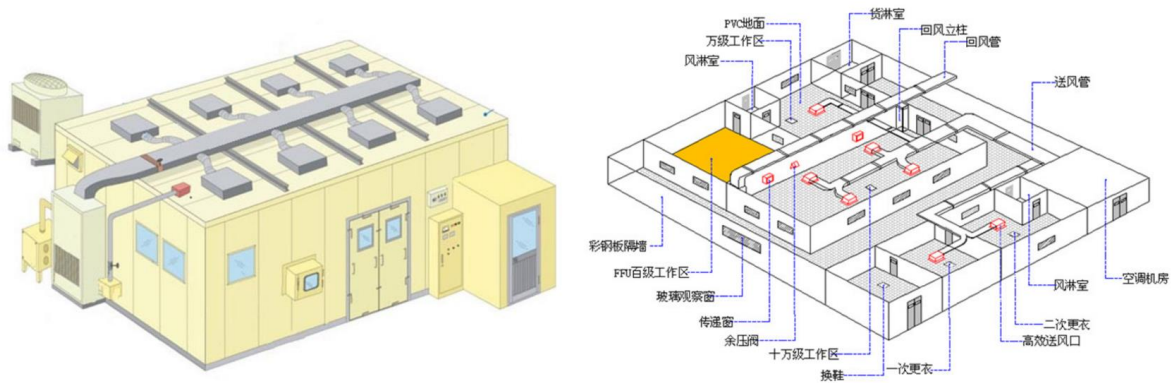 货淋室
PVC地面
回风立柱
万级工作区
回风管
风淋室
送风管
彩钢板隔墙
FFU百级工作区
空调机房
玻璃观察窗
风淋室
传递窗
二次更衣
余压阀
高效送风口
十万级工作区
一次更衣
换鞋